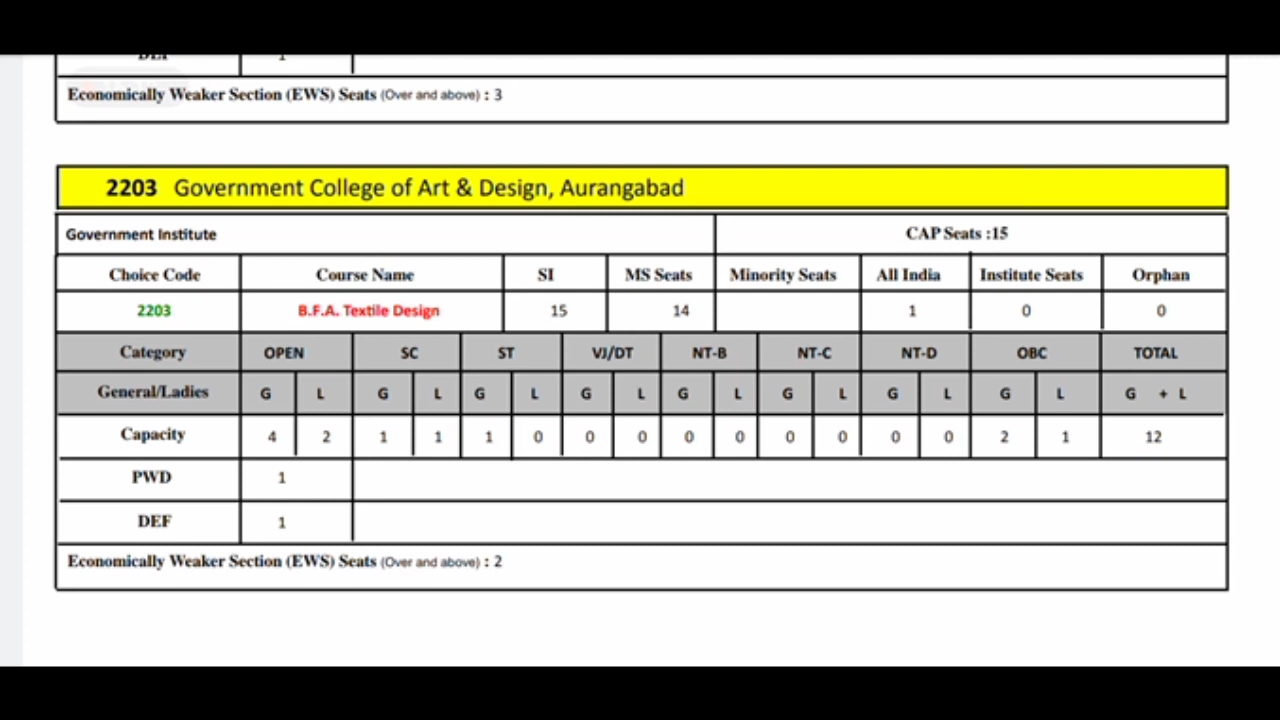 DEF 1
Economically Weaker Section (EWS) Seats (Over and above) : 3
2203 Government College of Art & Design, Aurangabad
Government Institute CAP Seats :15
Choice Code Course Name SI MS Seats Minority Seats All India Institute Seats Orphan
2203 B.F.A. Textile Design 15 14 1 0 0
Category OPEN SC ST VJ/DT NT-B NT-C NT-D OBC TOTAL
General/Ladies G L G L G L G L G L G L G L G L G + L
Capacity 4 2 1 1 1 0 0 0 0 0 0 0 0 0 2 1 12
PWD 1
DEF 1
Economically Weaker Section (EWS) Seats (Over and above) : 2